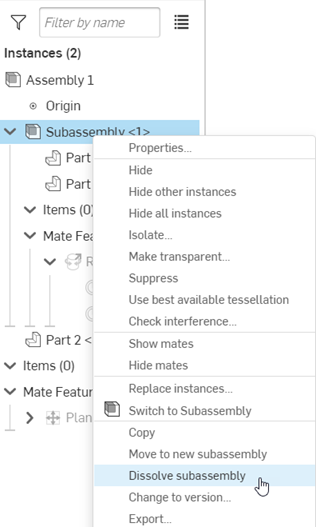 Filter by name
Instances (2)
Assembly 1
Origin
Subassembly <1>
Properties...
Part
Hide
Part
Hide other instances
Items (0)
Hide all instances
Mate Fea
Isolate...
R
Make transparent...
Suppress
Use best available tessellation
Check interference...
Part 2 <
Show mates
Items (0)
Hide mates
Mate Featur
Replace instances...
Plan
Switch to Subassembly
Copy
Move to new subassembly
Dissolve subassembly
Change to version...
Export...